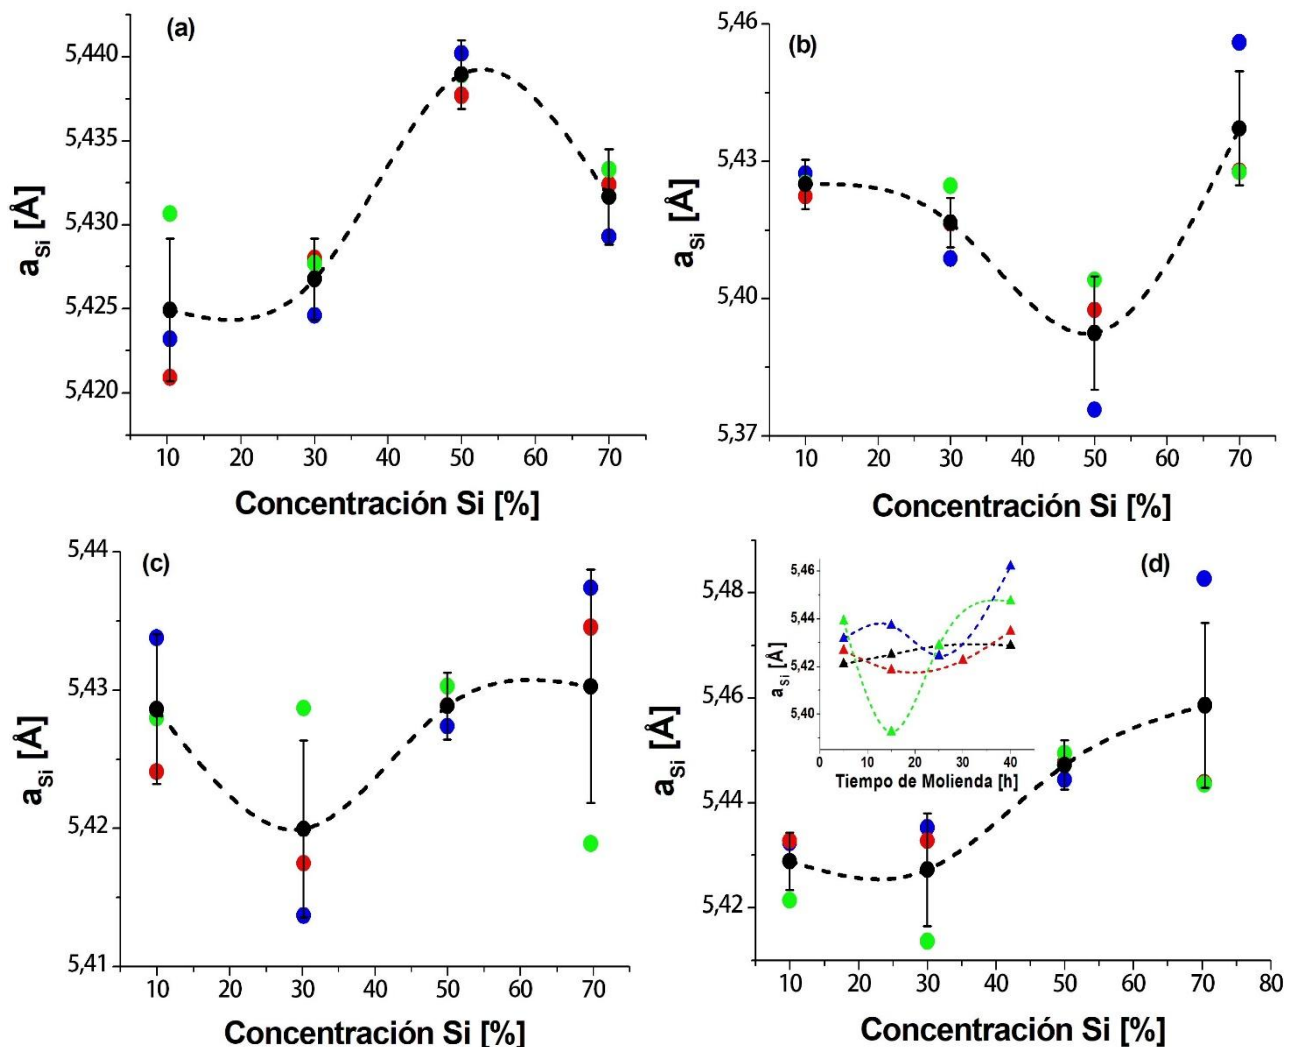 (a)
5,440
5,435
5,430
5,425
5,420
a_Si [Å]
10 20 30 40 50 60 70
Concentración Si [%]
(b)
5,46
5,43
5,40
5,37
a_Si [Å]
10 20 30 40 50 60 70
Concentración Si [%]
(c)
5,44
5,43
5,42
5,41
a_Si [Å]
10 20 30 40 50 60 70
Concentración Si [%]
(d)
5,48
5,46
5,44
5,42
a_Si [Å]
10 20 30 40 50 60 70 80
Concentración Si [%]
5,46
5,44
5,42
5,40
a_Si [Å]
0 10 20 30 40
Tiempo de Molienda [h]